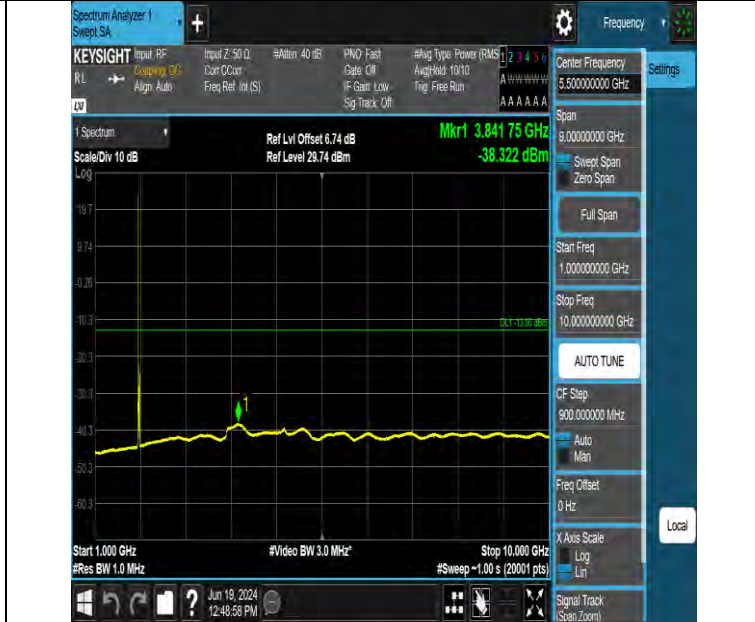 Spectrum Analyzer 1
Swept SA
+
Frequency
KEYSIGHT
Input: RF
Coupling: DC
Align: Auto
RL
LXI
Input Z: 50 Ω
Corr CCorr
Freq Ref: Int (S)
#Atten: 40 dB
PNO: Fast
Gate: Off
IF Gain: Low
Sig Track: Off
#Avg Type: Power (RMS
Avg|Hold: 10/10
Trig: Free Run
1 2 3 4 5 6
A W W W W W
A A A A A A
1 Spectrum
Scale/Div 10 dB
Ref Lvl Offset 6.74 dB
Ref Level 29.74 dBm
Mkr1 3.841 75 GHz
-38.322 dBm
Log
19.7
9.74
-0.26
-10.3
-20.3
-30.3
-40.3
-50.3
-60.3
DL1 -13.00 dBm
1
Start 1.000 GHz
#Res BW 1.0 MHz
#Video BW 3.0 MHz*
Stop 10.000 GHz
#Sweep ~1.00 s (20001 pts)
Jun 19, 2024
12:48:58 PM
?
Center Frequency
5.500000000 GHz
Settings
Span
9.00000000 GHz
Swept Span
Zero Span
Full Span
Start Freq
1.000000000 GHz
Stop Freq
10.000000000 GHz
AUTO TUNE
CF Step
900.000000 MHz
Auto
Man
Freq Offset
0 Hz
X Axis Scale
Log
Lin
Local
Signal Track
(Span Zoom)